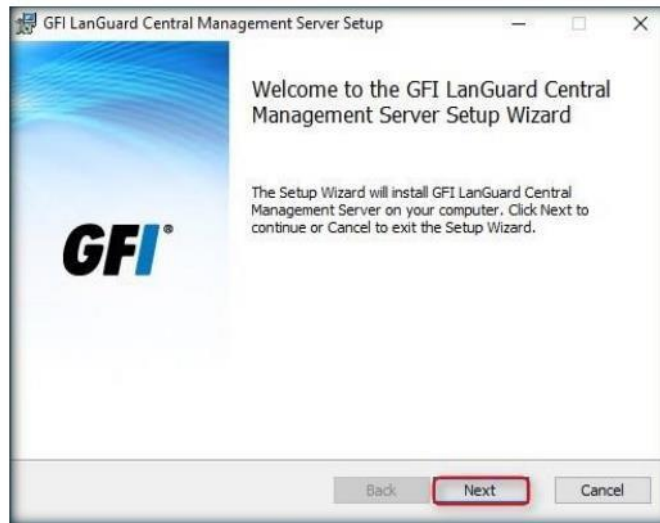 GFI LanGuard Central Management Server Setup
Welcome to the GFI LanGuard Central
Management Server Setup Wizard
The Setup Wizard will install GFI LanGuard Central
Management Server on your computer. Click Next to
continue or Cancel to exit the Setup Wizard.
GFI®
Back Next Cancel